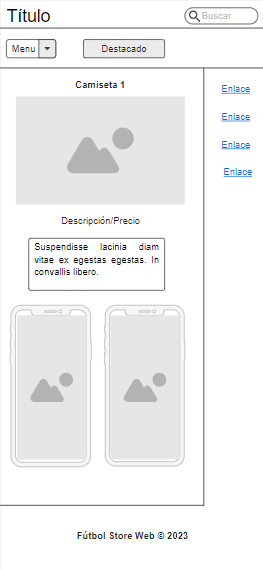 Título
Buscar
Menu
Destacado
Camiseta 1
Enlace
Enlace
Enlace
Enlace
Descripción/Precio
Suspendisse lacinia diam
vitae ex egestas egestas. In
convallis libero.
Fútbol Store Web © 2023